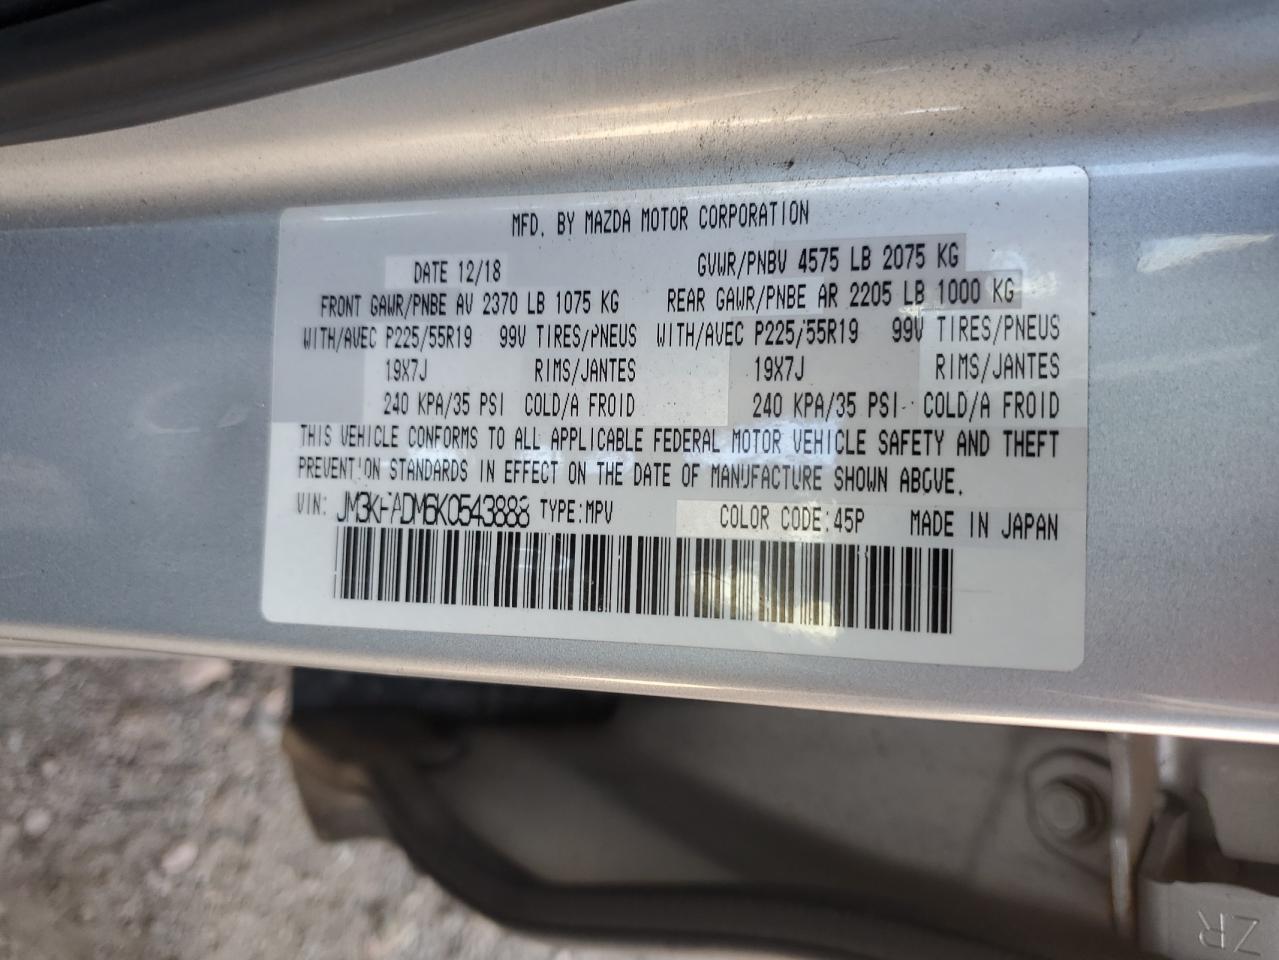 MFD. BY MAZDA MOTOR CORPORATION
DATE 12/18 GVWR/PNBV 4575 LB 2075 KG
FRONT GAWR/PNBE AV 2370 LB 1075 KG REAR GAWR/PNBE AR 2205 LB 1000 KG
WITH/AVEC P225/55R19 99V TIRES/PNEUS WITH/AVEC P225/55R19 99V TIRES/PNEUS
19X7J RIMS/JANTES 19X7J RIMS/JANTES
240 KPA/35 PSI COLD/A FROID 240 KPA/35 PSI COLD/A FROID
THIS VEHICLE CONFORMS TO ALL APPLICABLE FEDERAL MOTOR VEHICLE SAFETY AND THEFT
PREVENTION STANDARDS IN EFFECT ON THE DATE OF MANUFACTURE SHOWN ABOVE.
VIN: JM3KFADM6K0543888 TYPE:MPV COLOR CODE:45P MADE IN JAPAN
ZR